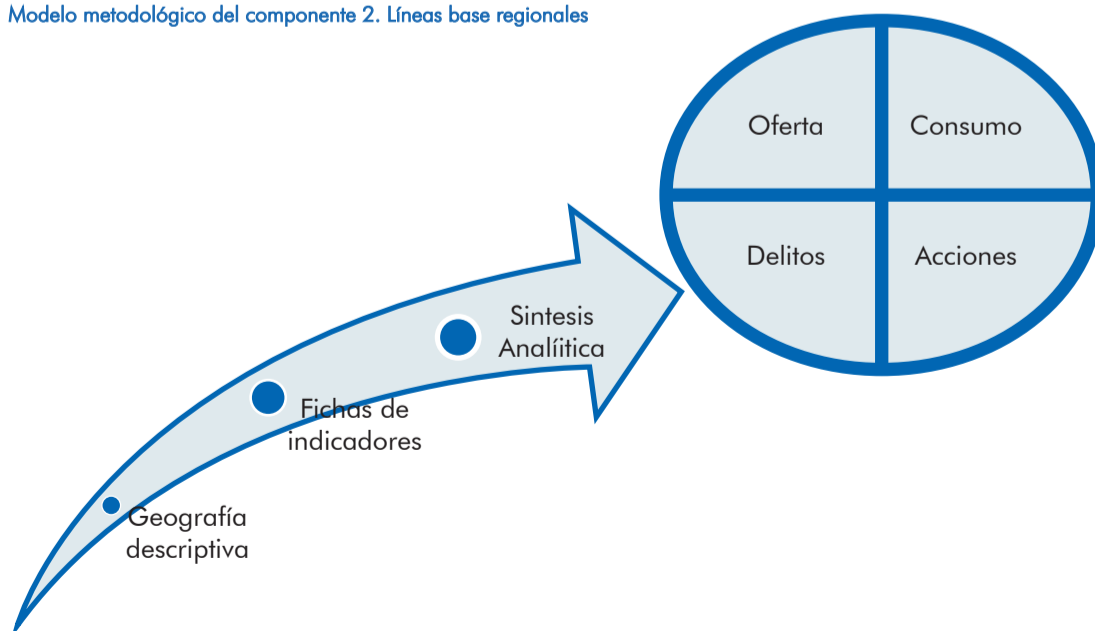 Modelo metodológico del componente 2. Líneas base regionales
Oferta
Consumo
Delitos
Acciones
Sintesis
Analíitica
Fichas de
indicadores
Geografía
descriptiva